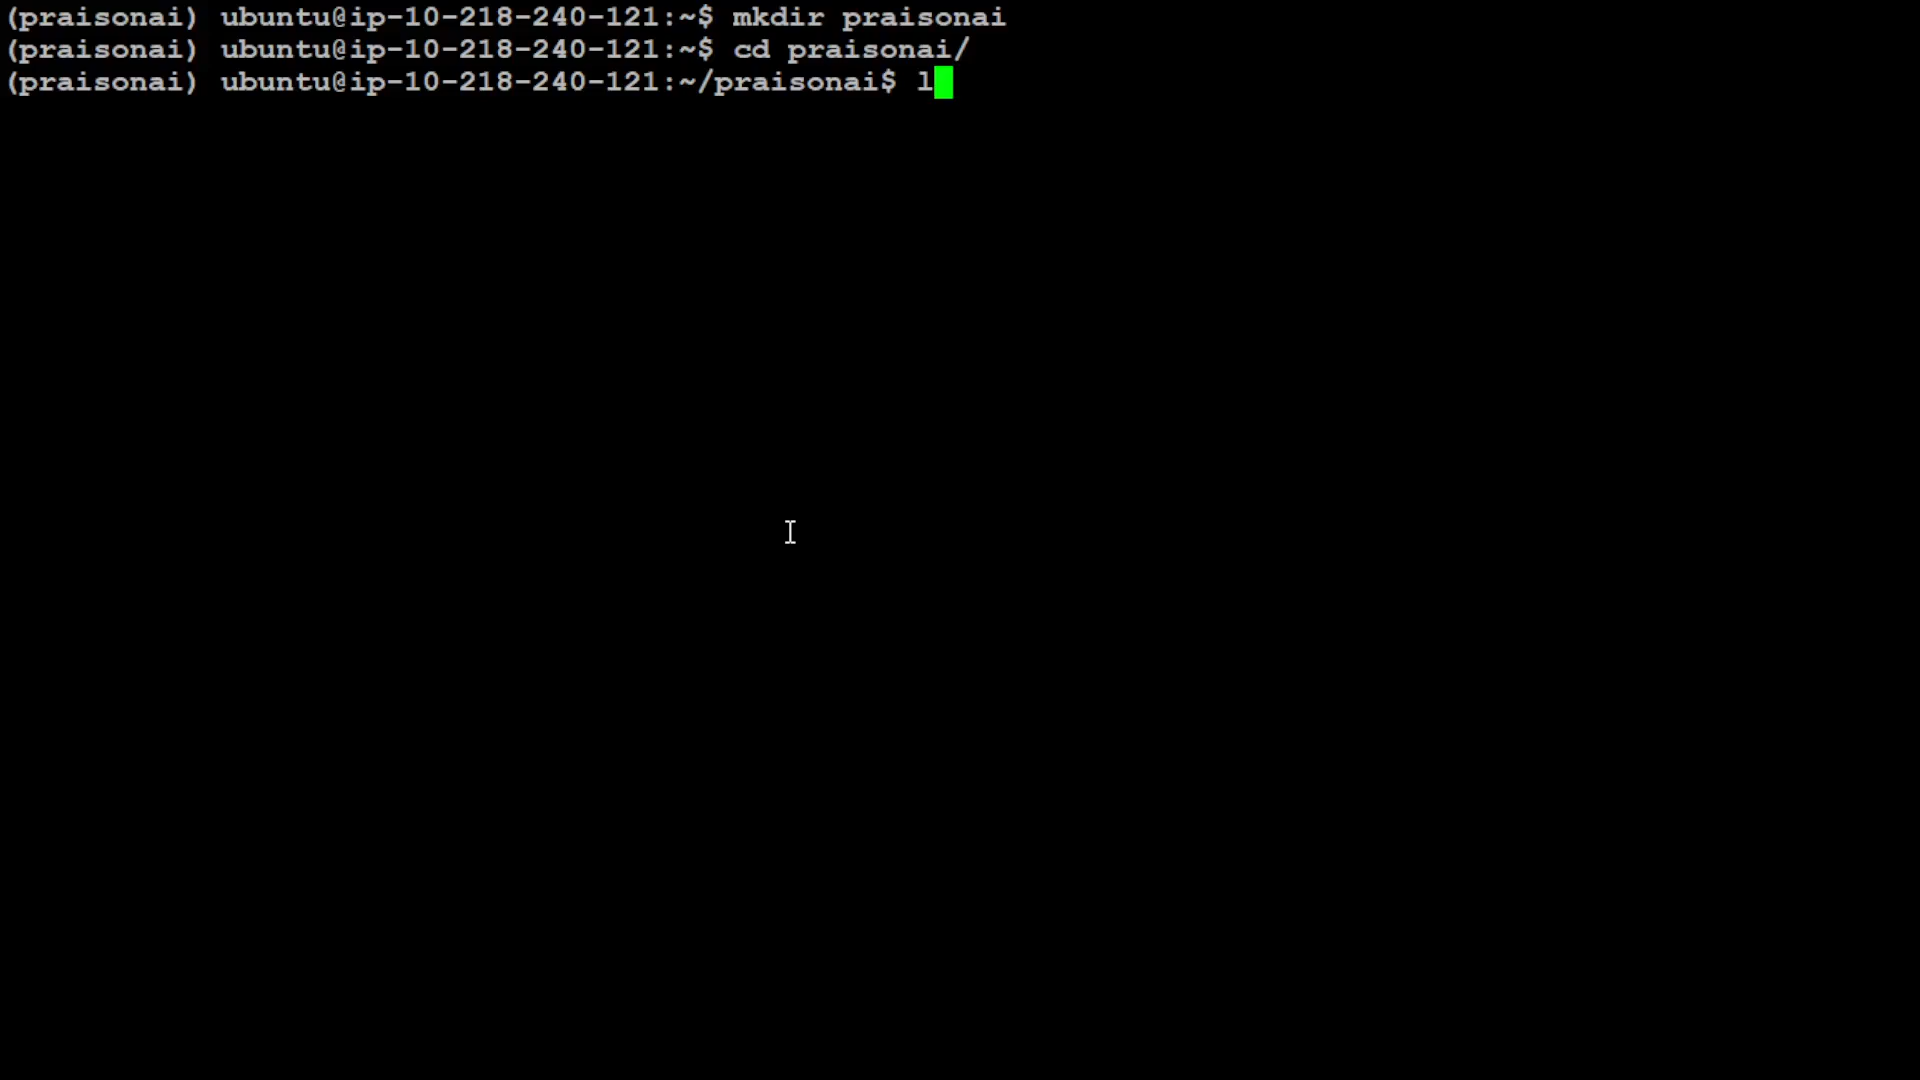 (praisonai) ubuntu@ip-10-218-240-121:~$ mkdir praisonai
(praisonai) ubuntu@ip-10-218-240-121:~$ cd praisonai/
(praisonai) ubuntu@ip-10-218-240-121:~/praisonai$ l